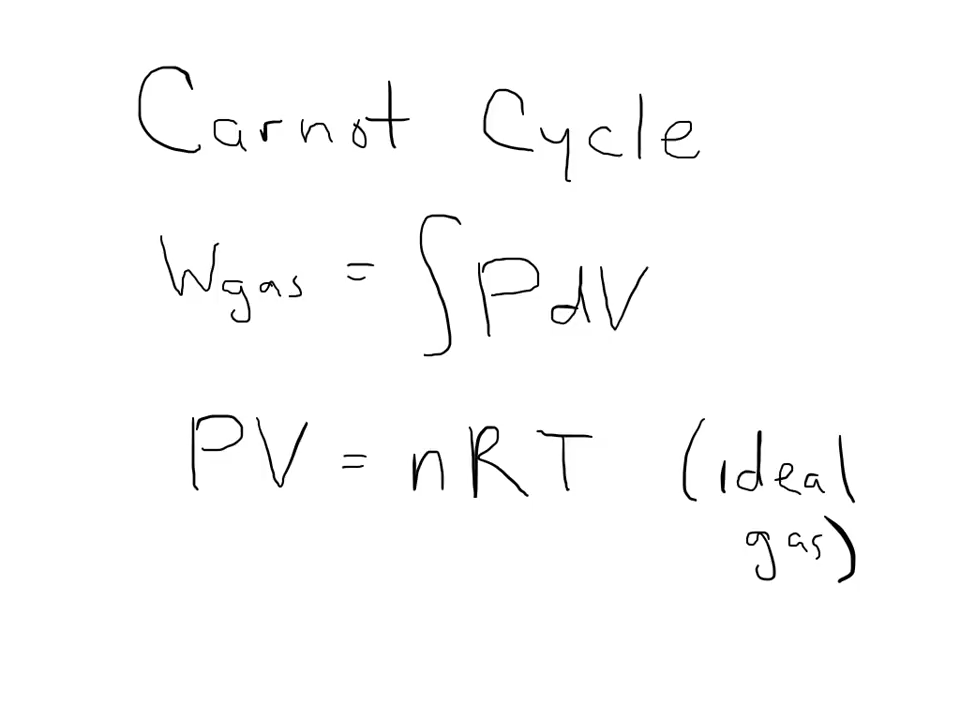 Carnot Cycle
Wgas = ∫PdV
PV = nRT (ideal
gas)